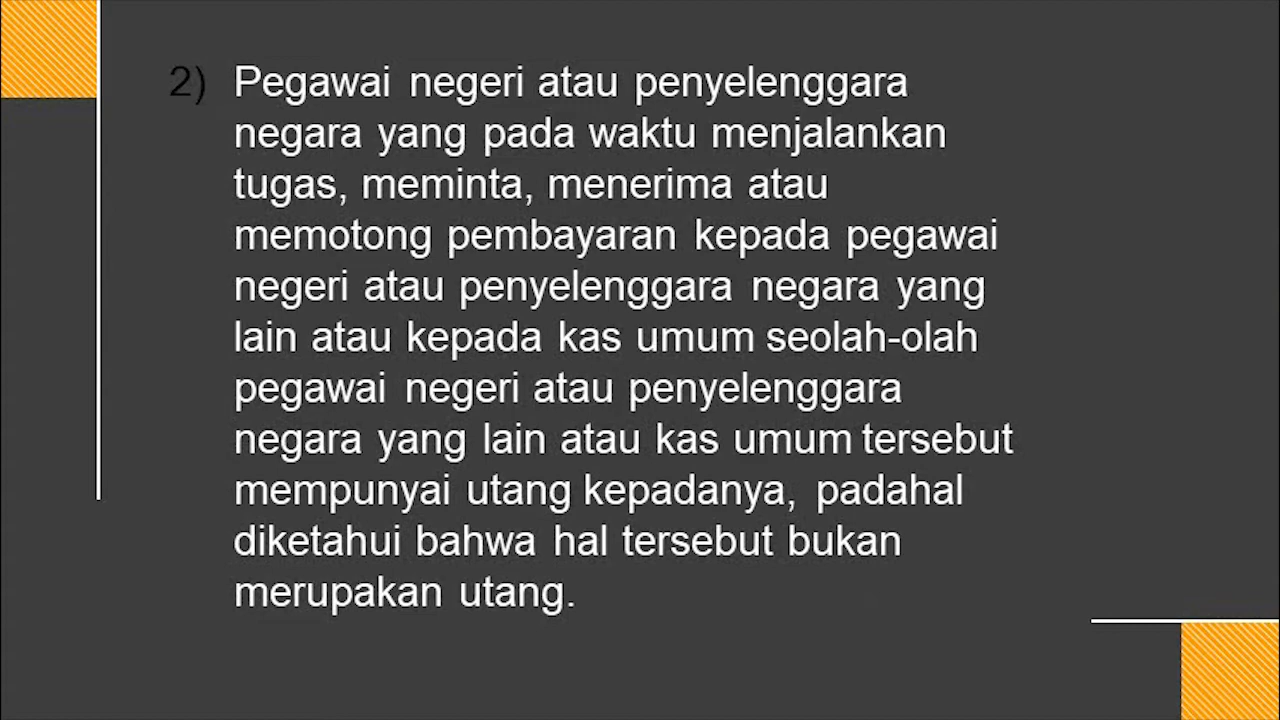 2) Pegawai negeri atau penyelenggara
negara yang pada waktu menjalankan
tugas, meminta, menerima atau
memotong pembayaran kepada pegawai
negeri atau penyelenggara negara yang
lain atau kepada kas umum seolah-olah
pegawai negeri atau penyelenggara
negara yang lain atau kas umum tersebut
mempunyai utang kepadanya, padahal
diketahui bahwa hal tersebut bukan
merupakan utang.